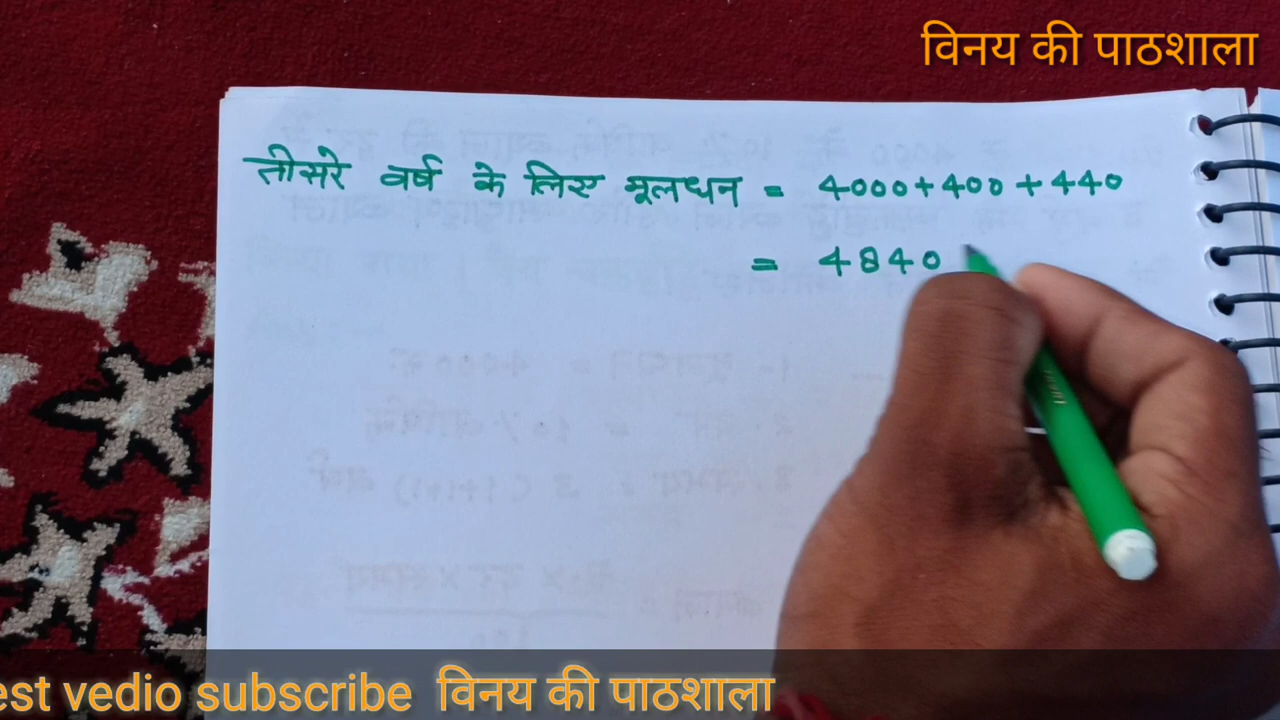 विनय की पाठशाला
तीसरे वर्ष के लिए मूलधन = 4000+400+440
= 4840
est vedio subscribe विनय की पाठशाला